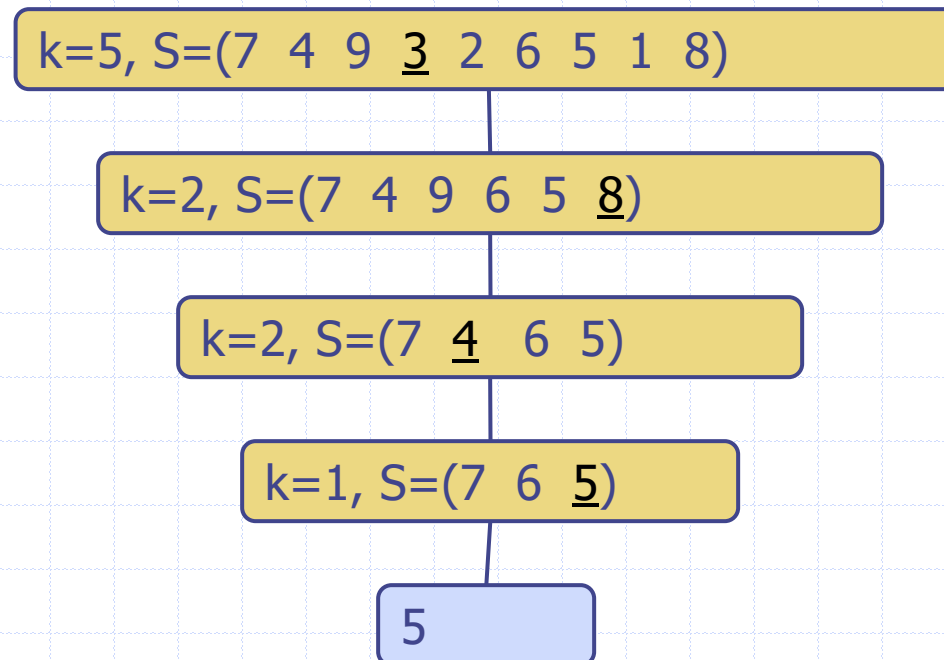 k=5, S=(7 4 9 3 2 6 5 1 8)
k=2, S=(7 4 9 6 5 8)
k=2, S=(7 4 6 5)
k=1, S=(7 6 5)
5